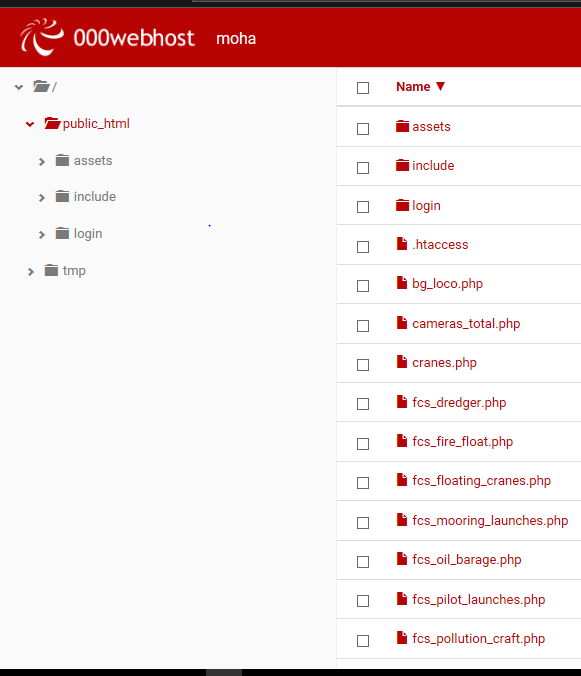 000webhost moha
/
public_html
assets
include
login
tmp
Name ▼
assets
include
login
.htaccess
bg_loco.php
cameras_total.php
cranes.php
fcs_dredger.php
fcs_fire_float.php
fcs_floating_cranes.php
fcs_mooring_launches.php
fcs_oil_barage.php
fcs_pilot_launches.php
fcs_pollution_craft.php